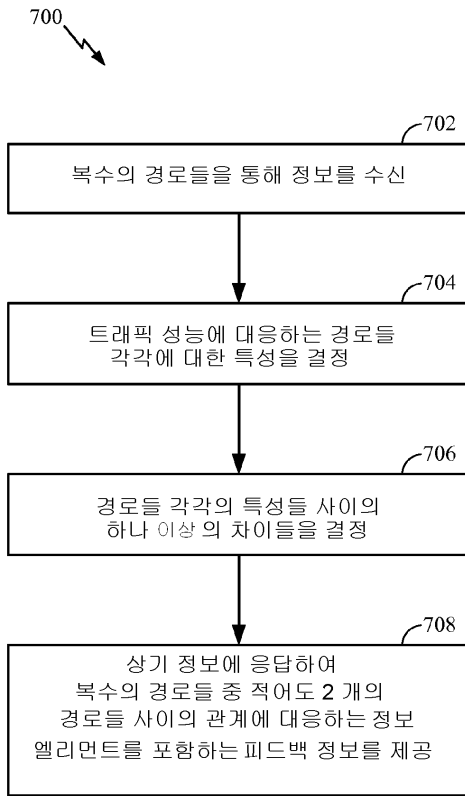 700
702
복수의 경로들을 통해 정보를 수신
704
트래픽 성능에 대응하는 경로들
각각에 대한 특성을 결정
706
경로들 각각의 특성들 사이의
하나 이상의 차이들을 결정
708
상기 정보에 응답하여
복수의 경로들 중 적어도 2 개의
경로들 사이의 관계에 대응하는 정보
엘리먼트를 포함하는 피드백 정보를 제공